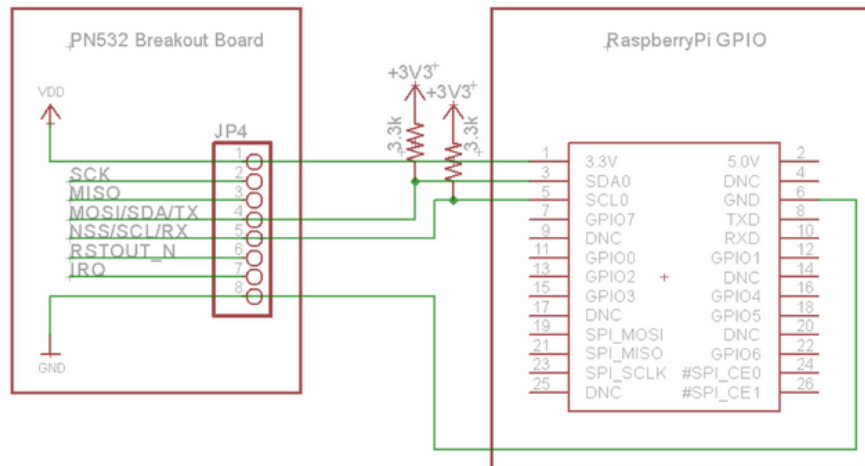 PN532 Breakout Board
VDD
JP4
1
SCK
2
MISO
3
MOSI/SDA/TX
4
NSS/SCL/RX
5
RSTOUT_N
6
IRQ
7
8
GND
+3V3
+3V3
3.3k
3.3k
RaspberryPi GPIO
1 3.3V 5.0V 2
3 SDA0 DNC 4
5 SCL0 GND 6
7 GPIO7 TXD 8
9 DNC RXD 10
11 GPIO0 GPIO1 12
13 GPIO2 DNC 14
15 GPIO3 GPIO4 16
17 DNC GPIO5 18
19 SPI_MOSI DNC 20
21 SPI_MISO GPIO6 22
23 SPI_SCLK #SPI_CE0 24
25 DNC #SPI_CE1 26